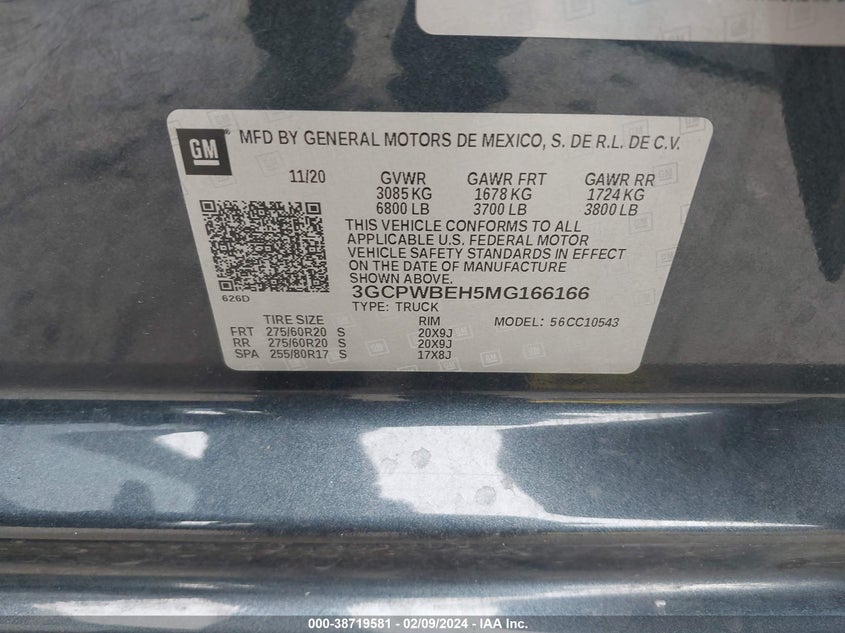 GM
MFD BY GENERAL MOTORS DE MEXICO, S. DE R.L. DE C.V.
11/20 GVWR GAWR FRT GAWR RR
3085 KG 1678 KG 1724 KG
6800 LB 3700 LB 3800 LB
THIS VEHICLE CONFORMS TO ALL
APPLICABLE U.S. FEDERAL MOTOR
VEHICLE SAFETY STANDARDS IN EFFECT
ON THE DATE OF MANUFACTURE
SHOWN ABOVE.
626D
3GCPWBEH5MG166166
TYPE: TRUCK
TIRE SIZE RIM MODEL: 56CC10543
FRT 275/60R20 S 20X9J
RR 275/60R20 S 20X9J
SPA 255/80R17 S 17X8J
000-38719581 - 02/09/2024 - IAA Inc.